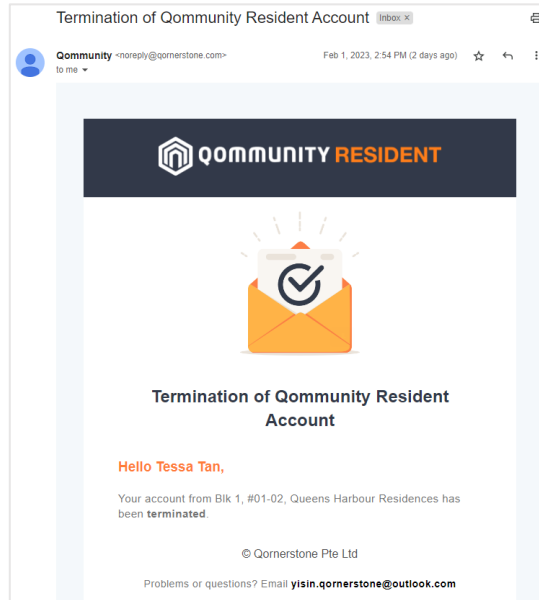 Termination of Qommunity Resident Account Inbox ×
Qommunity <noreply@qornerstone.com> Feb 1, 2023, 2:54 PM (2 days ago)
to me
QOMMUNITY RESIDENT
Termination of Qommunity Resident
Account
Hello Tessa Tan,
Your account from Blk 1, #01-02, Queens Harbour Residences has
been terminated.
© Qornerstone Pte Ltd
Problems or questions? Email yisin.qornerstone@outlook.com